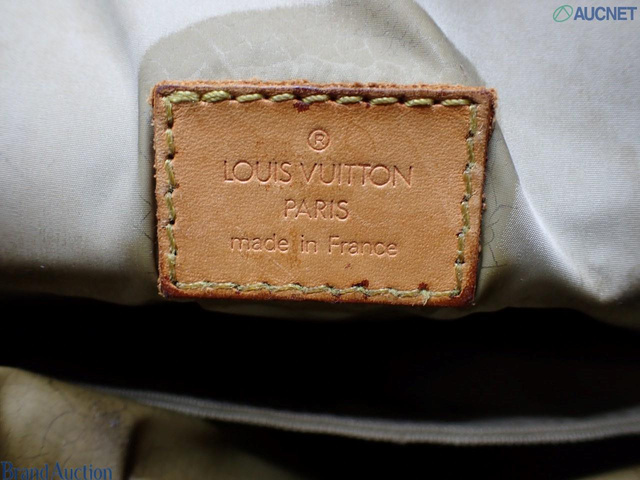 AUCNET
®
LOUIS VUITTON
PARIS
made in France
Brand Auction